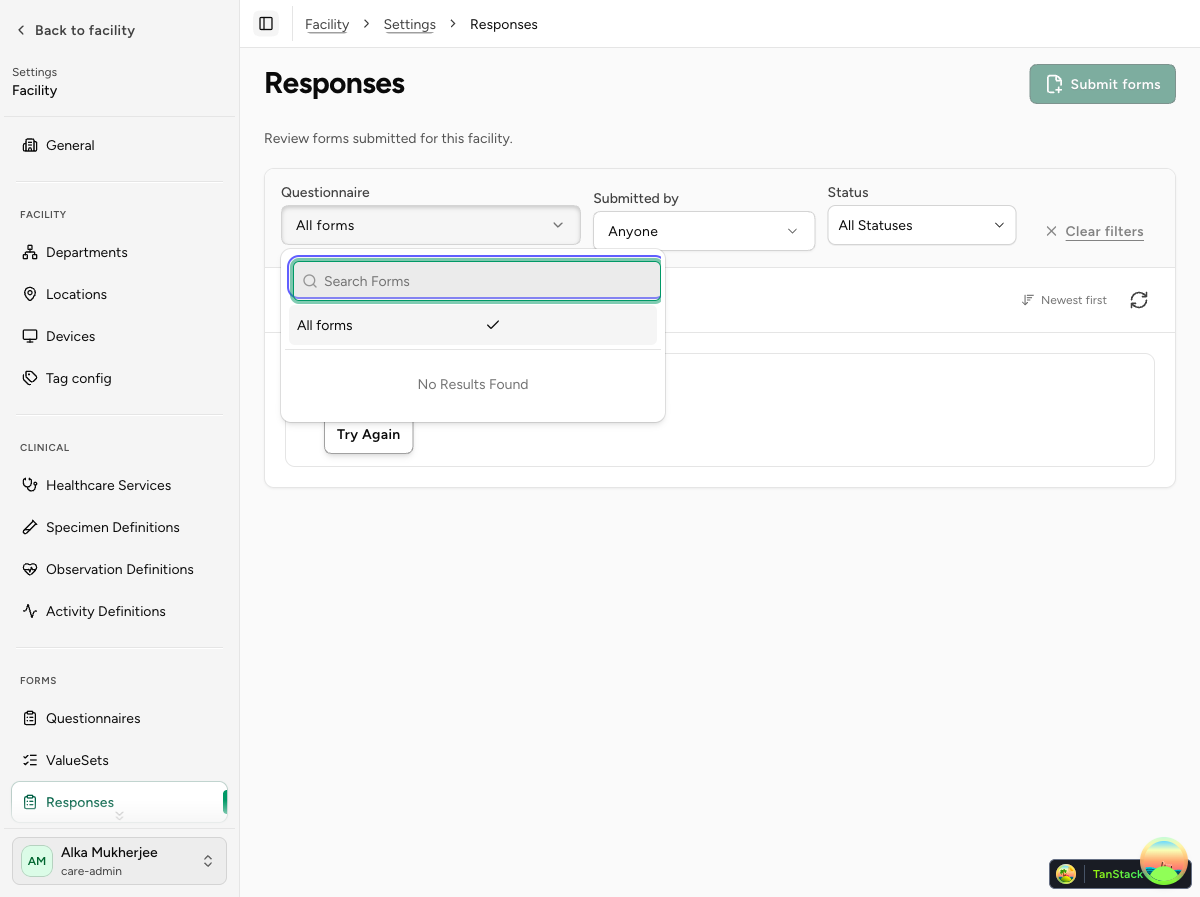 Back to facility
Settings
Facility
General
FACILITY
Departments
Locations
Devices
Tag config
CLINICAL
Healthcare Services
Specimen Definitions
Observation Definitions
Activity Definitions
FORMS
Questionnaires
ValueSets
Responses
AM
Alka Mukherjee
care-admin
Facility > Settings > Responses
Responses
Submit forms
Review forms submitted for this facility.
Questionnaire
Submitted by
Status
All forms
Anyone
All Statuses
Clear filters
Search Forms
Newest first
All forms
No Results Found
Try Again
TanStack